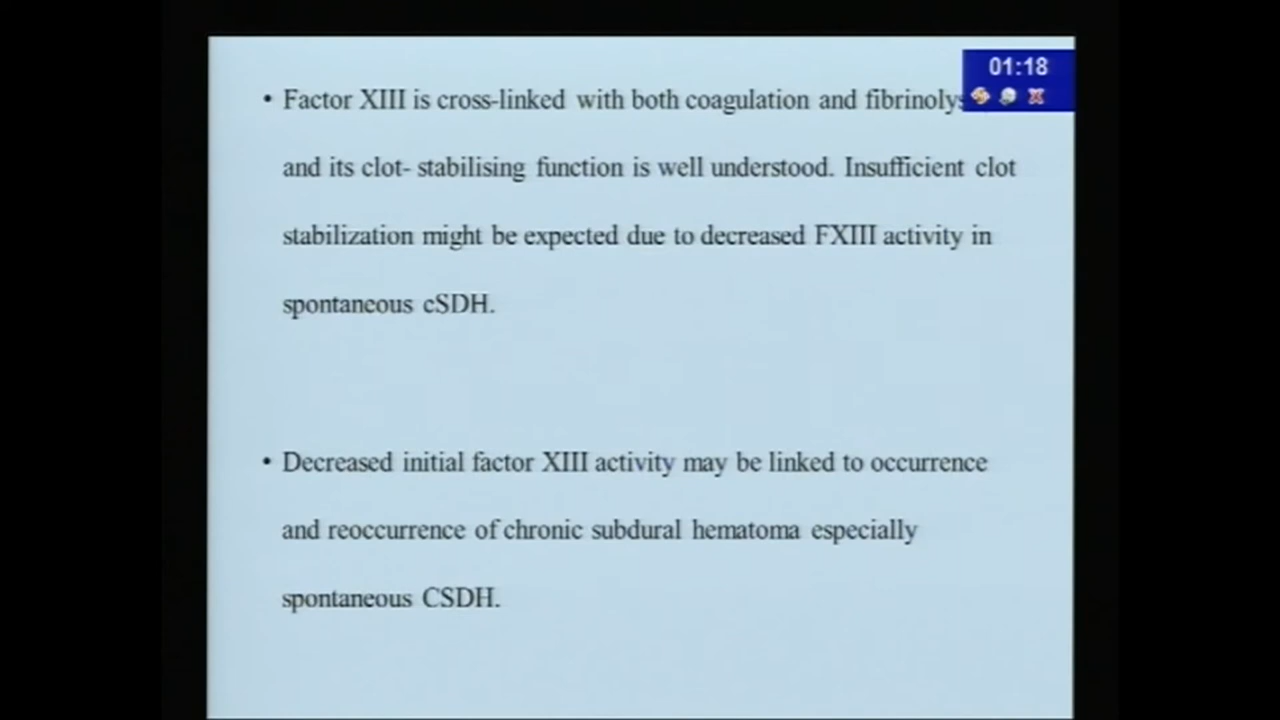 01:18
• Factor XIII is cross-linked with both coagulation and fibrinolys
and its clot- stabilising function is well understood. Insufficient clot
stabilization might be expected due to decreased FXIII activity in
spontaneous cSDH.
• Decreased initial factor XIII activity may be linked to occurrence
and reoccurrence of chronic subdural hematoma especially
spontaneous CSDH.